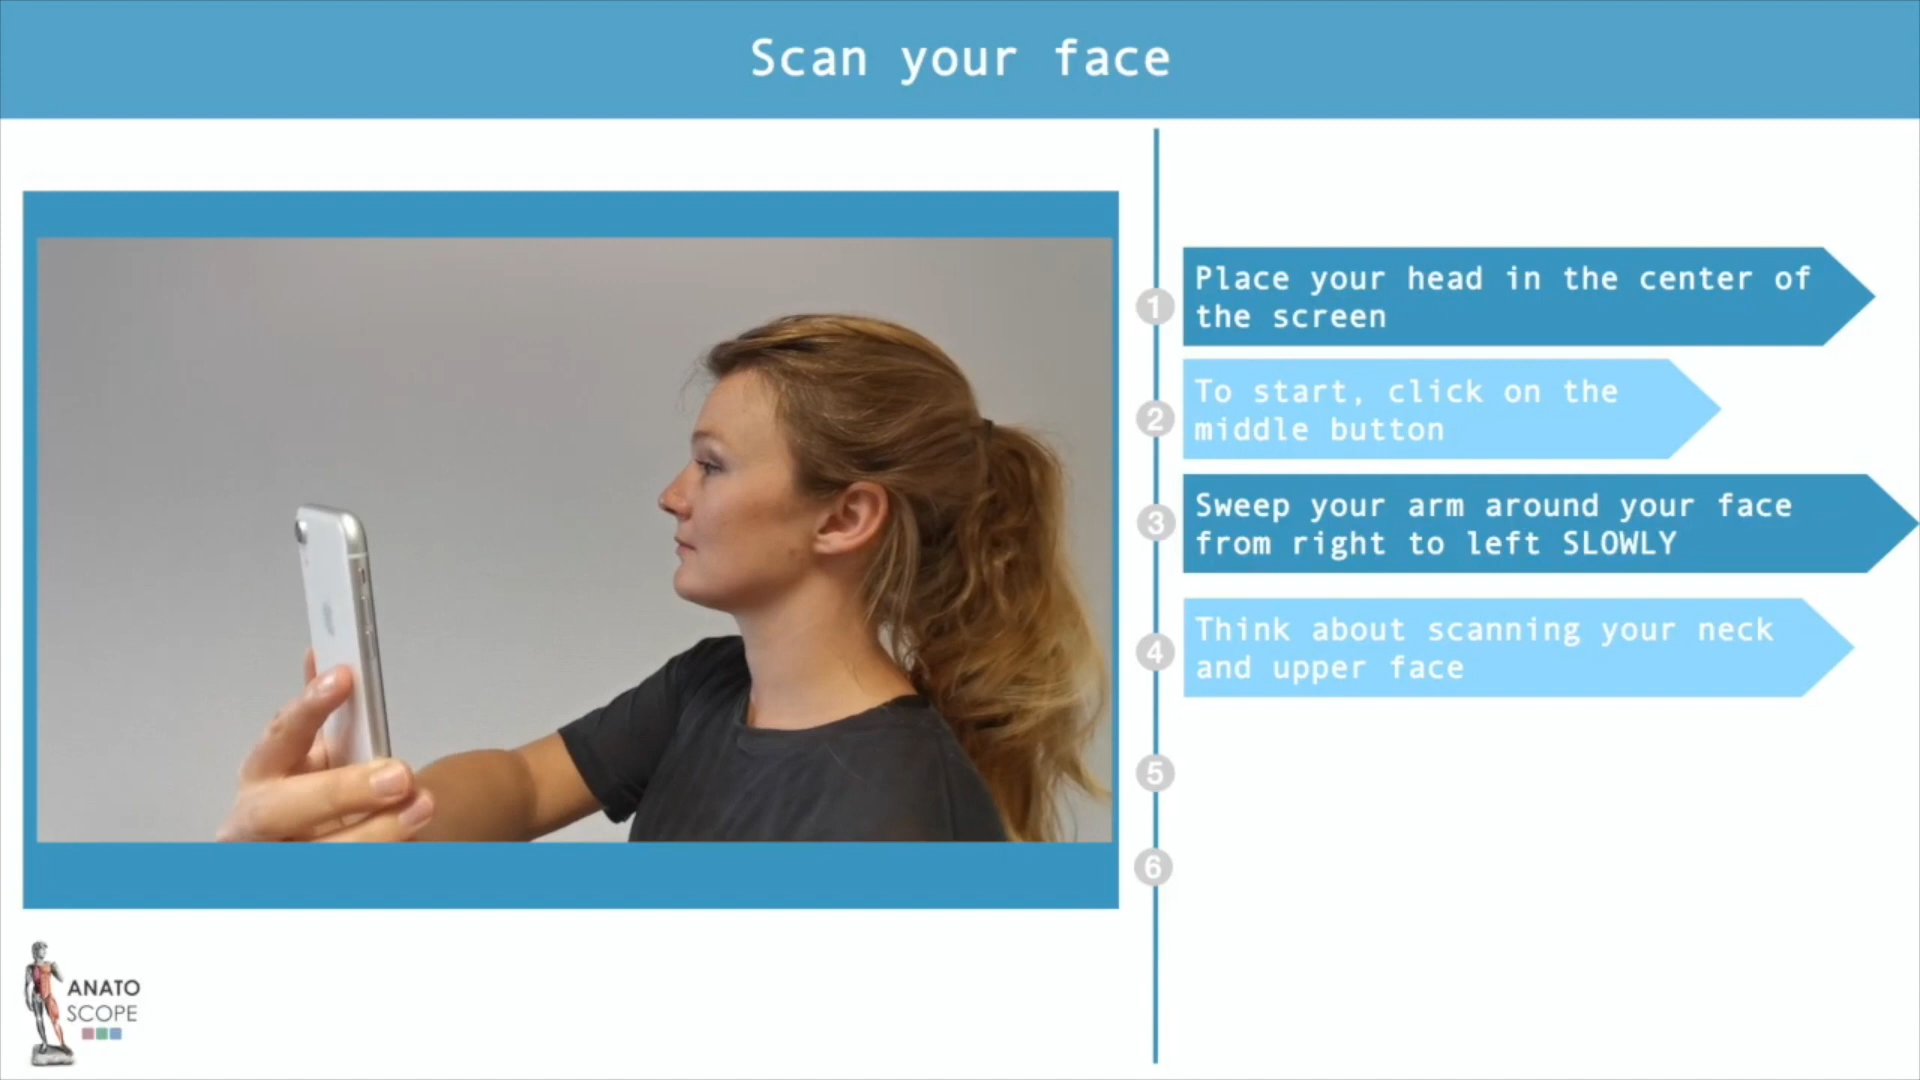 Scan your face
1
Place your head in the center of
the screen
2
To start, click on the
middle button
3
Sweep your arm around your face
from right to left SLOWLY
4
Think about scanning your neck
and upper face
5
6
ANATO
SCOPE